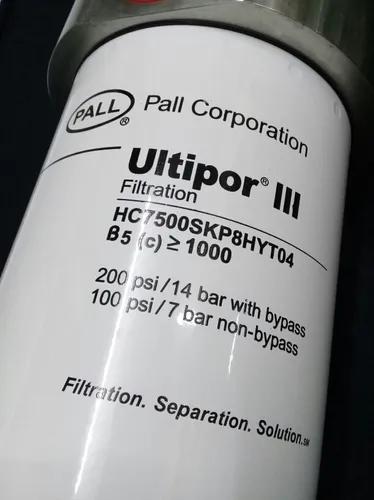 PALL®
Pall Corporation
Ultipor® III
Filtration
HC7500SKP8HYT04
β5 (c) ≥ 1000
200 psi/14 bar with bypass
100 psi/7 bar non-bypass
Filtration. Separation. Solution.℠